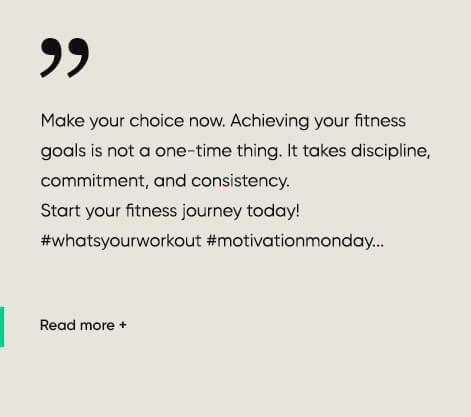 ”
Make your choice now. Achieving your fitness
goals is not a one-time thing. It takes discipline,
commitment, and consistency.
Start your fitness journey today!
#whatsyourworkout #motivationmonday...
Read more +